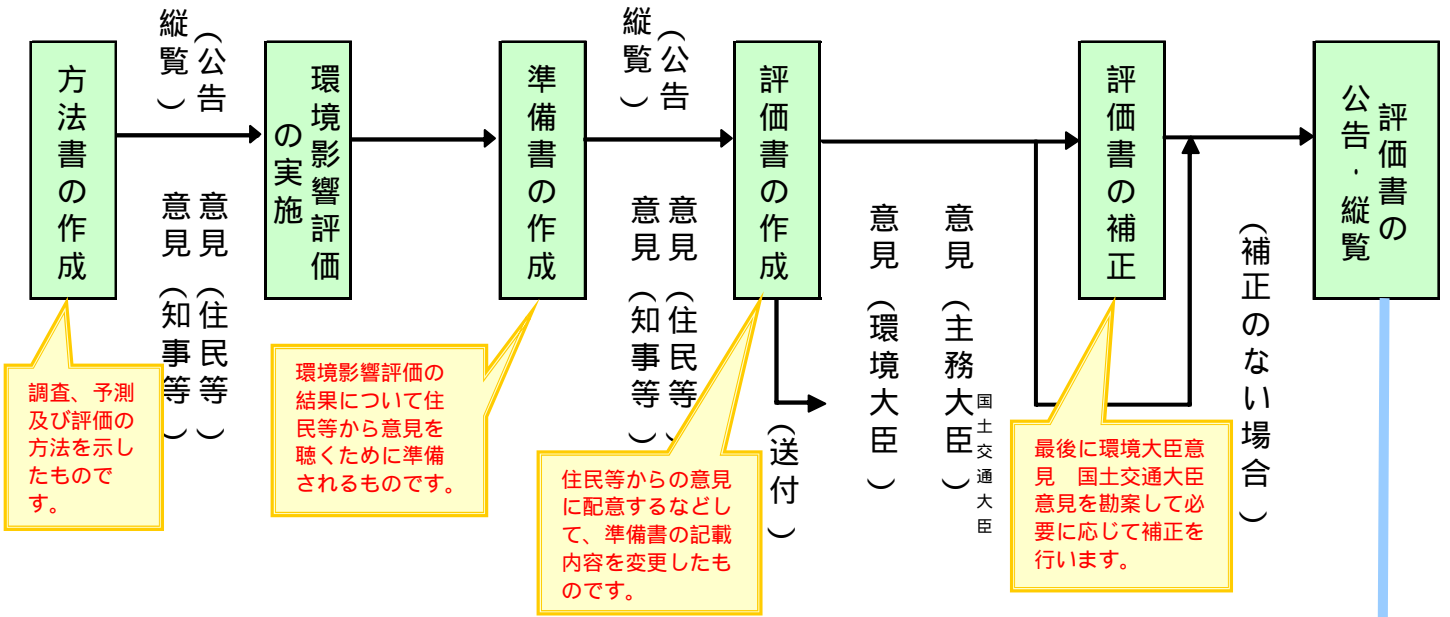 方法書の作成
（公告
縦覧）
意見（住民等）
意見（知事等）
環境影響評価
の実施
準備書の作成
（公告
縦覧）
意見（住民等）
意見（知事等）
評価書の作成
（送付）
意見（環境大臣）
意見（主務大臣）
国土交通大臣
評価書の補正
（補正のない場合）
評価書の
公告・縦覧
調査、予測
及び評価の
方法を示し
たもので
す。
環境影響評価の
結果について住
民等から意見を
聴くために準備
されるものです。
住民等からの意見
に配意するなどし
て、準備書の記載
内容を変更したも
のです。
最後に環境大臣意
見　国土交通大臣
意見を勘案して必
要に応じて補正を
行います。